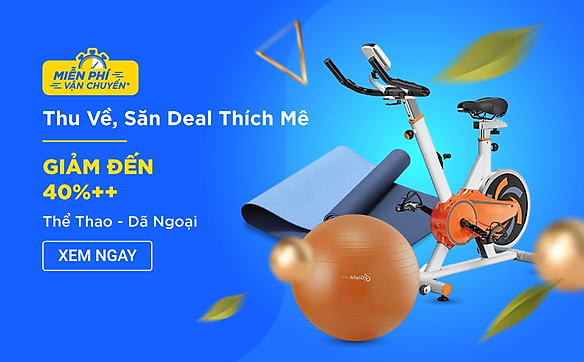 MIỄN PHÍ
VẬN CHUYỂN*
Thu Về, Săn Deal Thích Mê
GIẢM ĐẾN
40%++
Thể Thao - Dã Ngoại
XEM NGAY